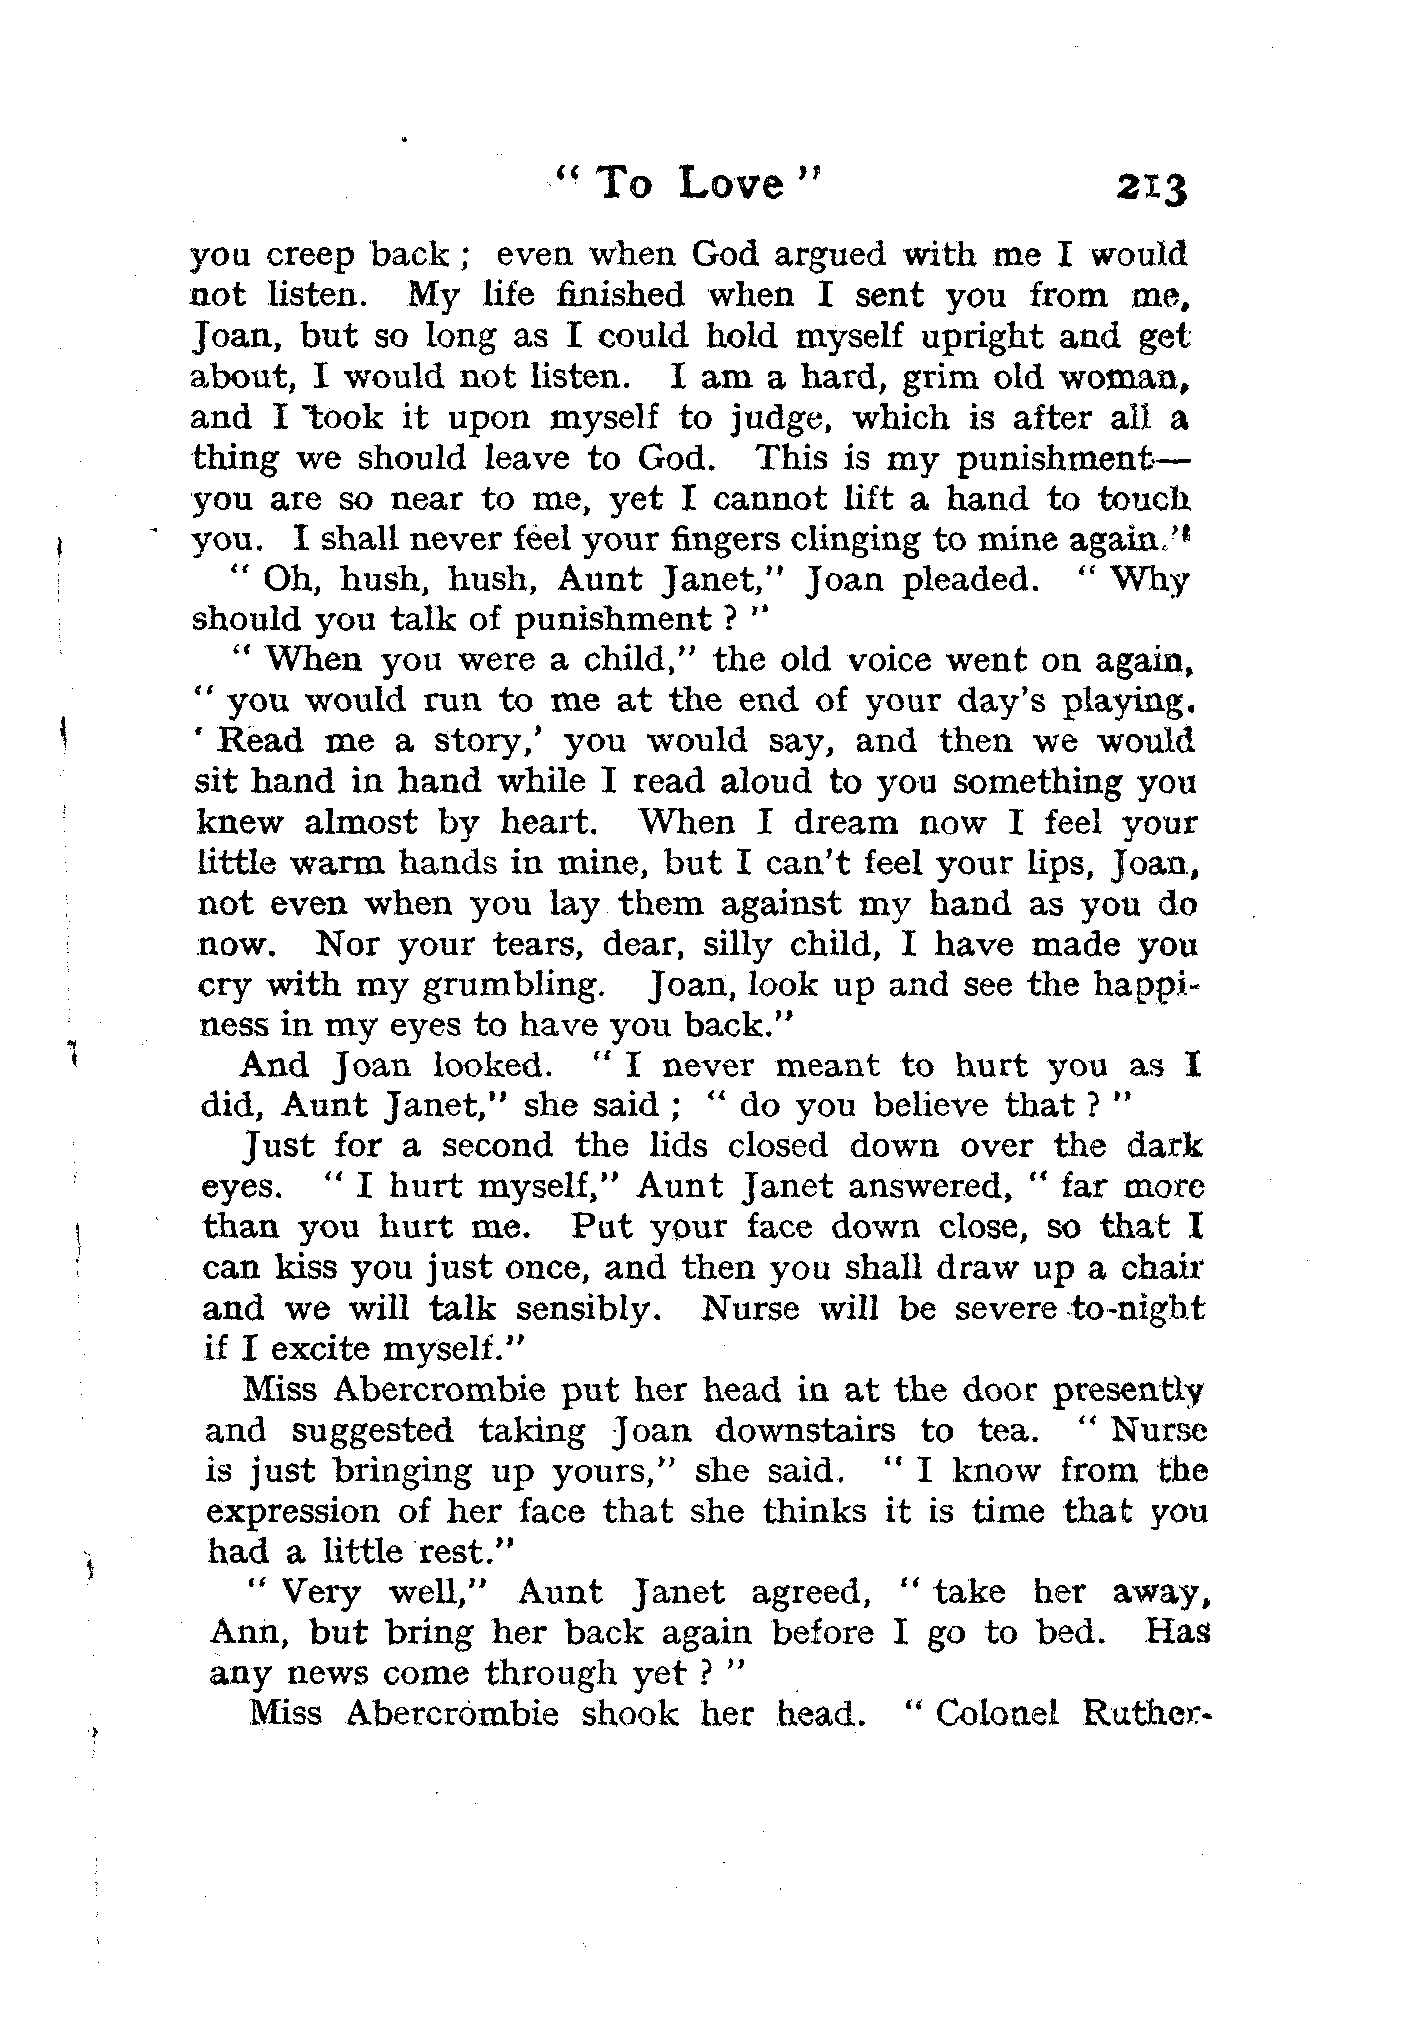 " To Love " 213
you creep back ; even when God argued with me I would
not listen. My life finished when I sent you from me,
Joan, but so long as I could hold myself upright and get
about, I would not listen. I am a hard, grim old woman,
and I took it upon myself to judge, which is after all a
thing we should leave to God. This is my punishment—
you are so near to me, yet I cannot lift a hand to touch
you. I shall never feel your fingers clinging to mine again."
" Oh, hush, hush, Aunt Janet," Joan pleaded. " Why
should you talk of punishment ? "
" When you were a child," the old voice went on again,
" you would run to me at the end of your day's playing.
' Read me a story,' you would say, and then we would
sit hand in hand while I read aloud to you something you
knew almost by heart. When I dream now I feel your
little warm hands in mine, but I can't feel your lips, Joan,
not even when you lay them against my hand as you do
now. Nor your tears, dear, silly child, I have made you
cry with my grumbling. Joan, look up and see the happi-
ness in my eyes to have you back."
And Joan looked. " I never meant to hurt you as I
did, Aunt Janet," she said ; " do you believe that ? "
Just for a second the lids closed down over the dark
eyes. " I hurt myself," Aunt Janet answered, " far more
than you hurt me. Put your face down close, so that I
can kiss you just once, and then you shall draw up a chair
and we will talk sensibly. Nurse will be severe to-night
if I excite myself."
Miss Abercrombie put her head in at the door presently
and suggested taking Joan downstairs to tea. " Nurse
is just bringing up yours," she said. " I know from the
expression of her face that she thinks it is time that you
had a little rest."
" Very well," Aunt Janet agreed, " take her away,
Ann, but bring her back again before I go to bed. Has
any news come through yet ? "
Miss Abercrombie shook her head. " Colonel Ruther-